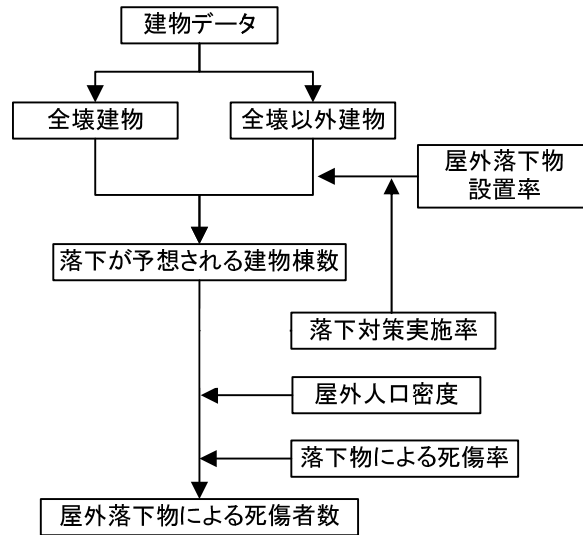 建物データ
全壊建物
全壊以外建物
屋外落下物
設置率
落下が予想される建物棟数
落下対策実施率
屋外人口密度
落下物による死傷率
屋外落下物による死傷者数